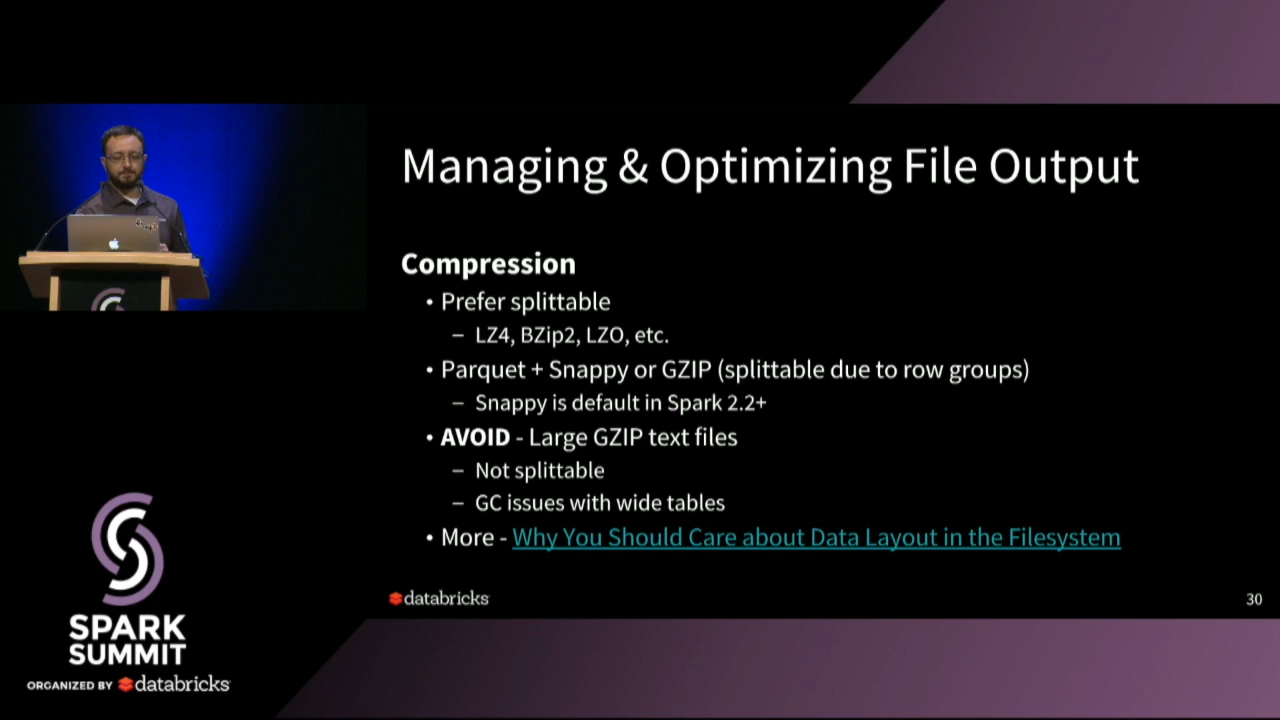 Managing & Optimizing File Output
Compression
• Prefer splittable
– LZ4, BZip2, LZO, etc.
• Parquet + Snappy or GZIP (splittable due to row groups)
– Snappy is default in Spark 2.2+
• AVOID - Large GZIP text files
– Not splittable
– GC issues with wide tables
• More - Why You Should Care about Data Layout in the Filesystem
databricks
30
SPARK
SUMMIT
ORGANIZED BY databricks